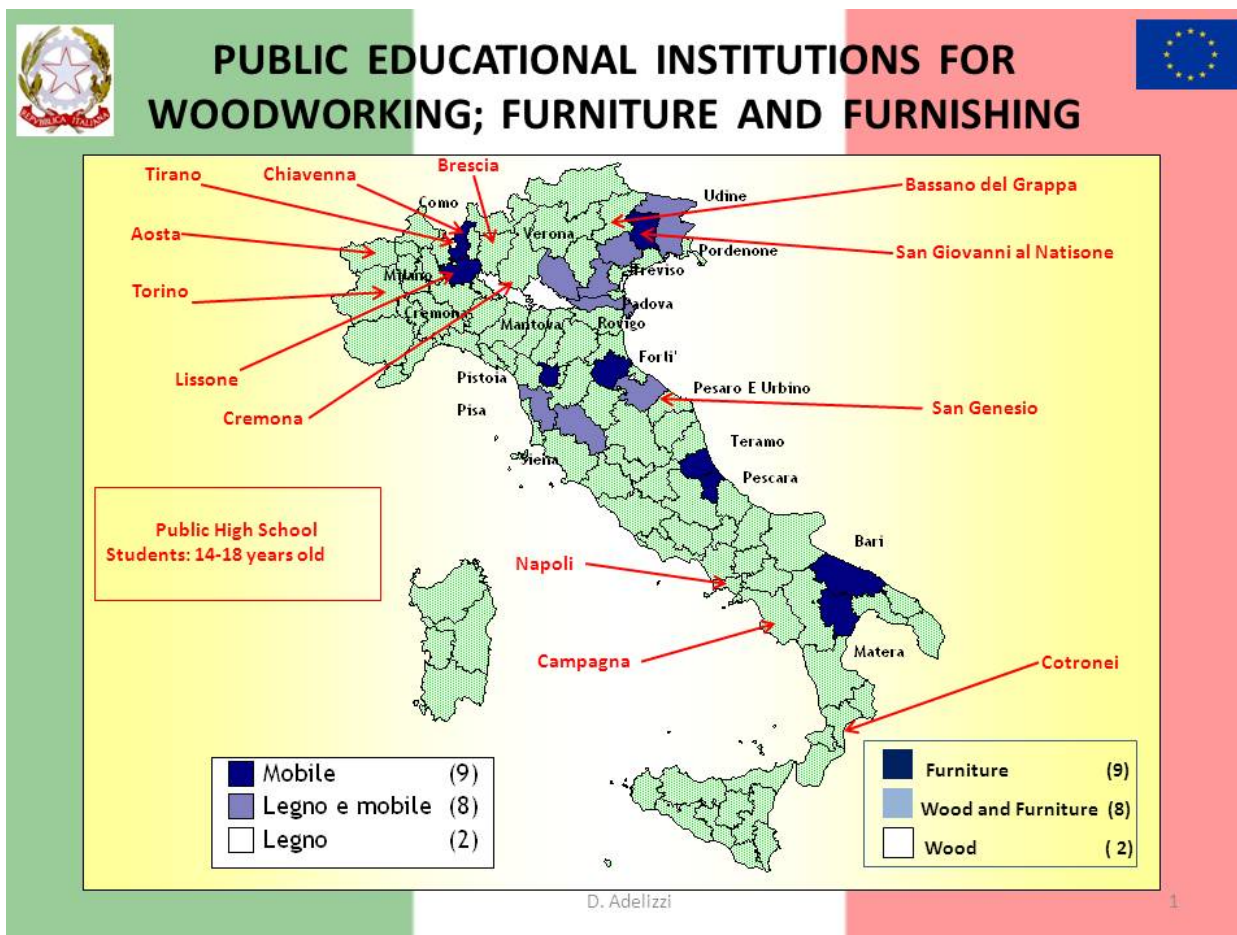 PUBLIC EDUCATIONAL INSTITUTIONS FOR
WOODWORKING; FURNITURE AND FURNISHING
Tirano
Chiavenna
Brescia
Como
Udine
Bassano del Grappa
Aosta
Verona
Pordenone
San Giovanni al Natisone
Milano
Treviso
Torino
Cremona
Mantova
Padova
Rovigo
Lissone
Pistoia
Forti'
Pesaro E Urbino
Cremona
Pisa
San Genesio
Siena
Teramo
Pescara
Public High School
Students: 14-18 years old
Napoli
Bari
Campagna
Matera
Cotronei
Mobile (9)
Legno e mobile (8)
Legno (2)
Furniture (9)
Wood and Furniture (8)
Wood ( 2)
D. Adelizzi
1